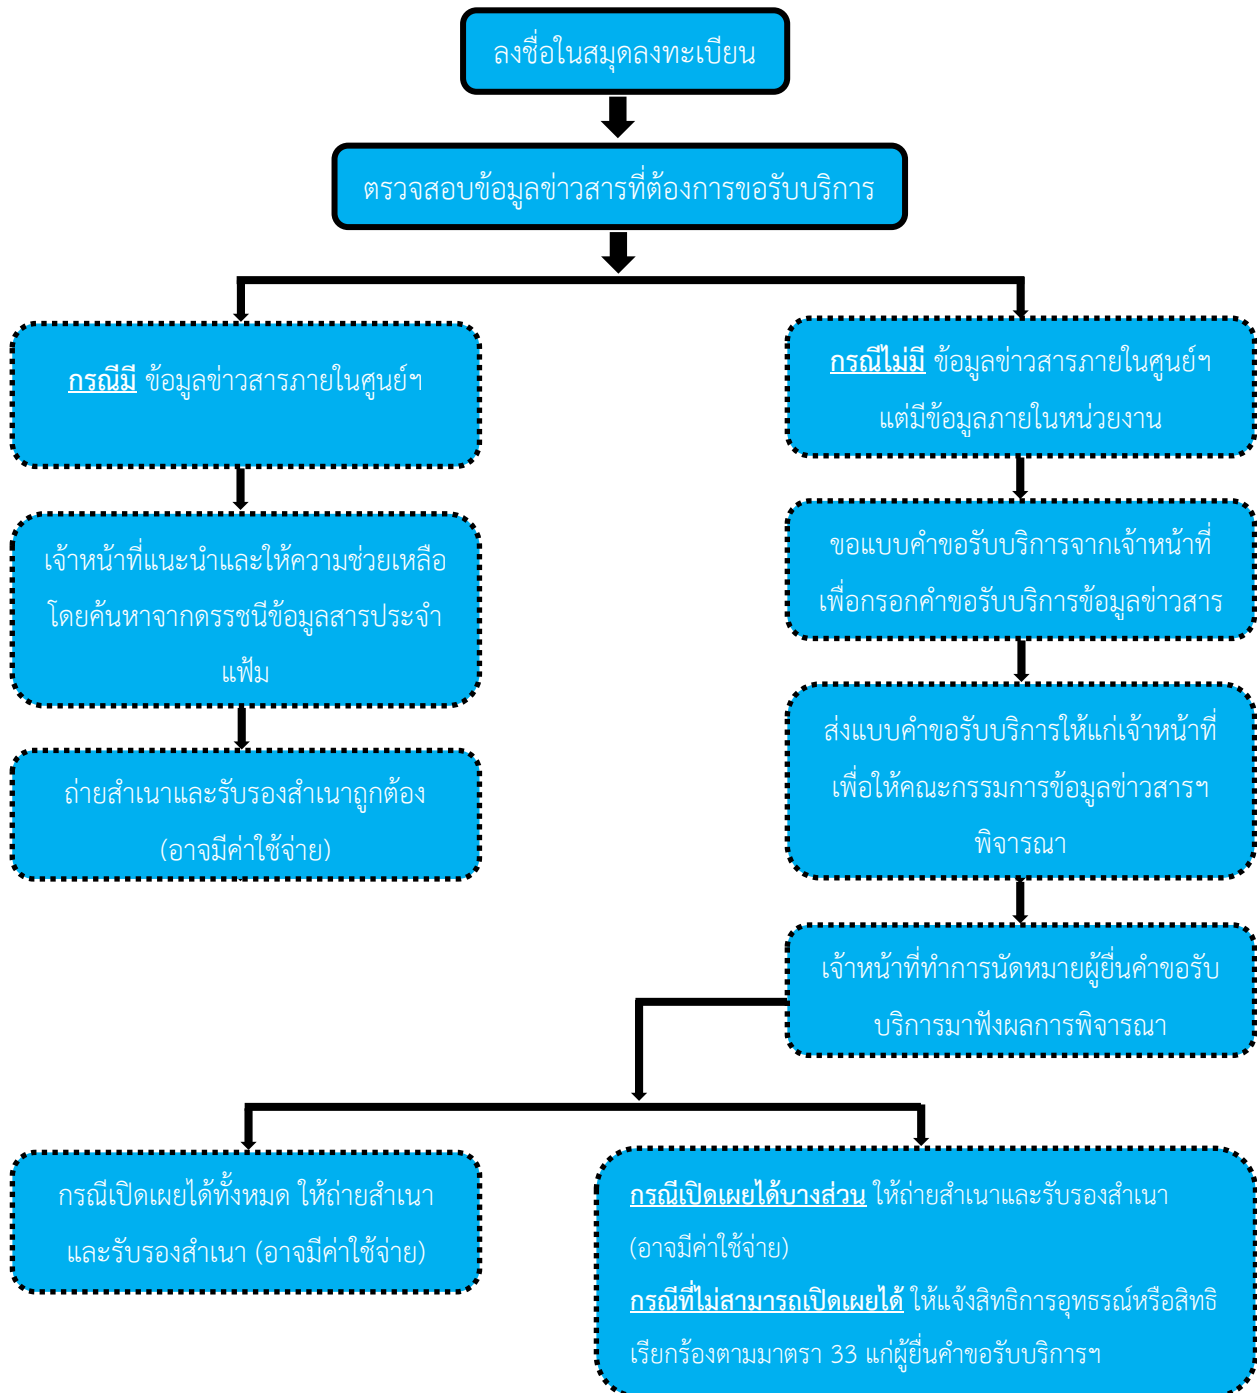 ลงชื่อในสมุดลงทะเบียน
ตรวจสอบข้อมูลข่าวสารที่ต้องการขอรับบริการ
กรณีมี ข้อมูลข่าวสารภายในศูนย์ฯ
กรณีไม่มี ข้อมูลข่าวสารภายในศูนย์ฯ
แต่มีข้อมูลภายในหน่วยงาน
เจ้าหน้าที่แนะนำและให้ความช่วยเหลือ
โดยค้นหาจากดรรชนีข้อมูลสารประจำ
แฟ้ม
ขอแบบคำขอรับบริการจากเจ้าหน้าที่
เพื่อกรอกคำขอรับบริการข้อมูลข่าวสาร
ถ่ายสำเนาและรับรองสำเนาถูกต้อง
(อาจมีค่าใช้จ่าย)
ส่งแบบคำขอรับบริการให้แก่เจ้าหน้าที่
เพื่อให้คณะกรรมการข้อมูลข่าวสารฯ
พิจารณา
เจ้าหน้าที่ทำการนัดหมายผู้ยื่นคำขอรับ
บริการมาฟังผลการพิจารณา
กรณีเปิดเผยได้ทั้งหมด ให้ถ่ายสำเนา
และรับรองสำเนา (อาจมีค่าใช้จ่าย)
กรณีเปิดเผยได้บางส่วน ให้ถ่ายสำเนาและรับรองสำเนา
(อาจมีค่าใช้จ่าย)
กรณีที่ไม่สามารถเปิดเผยได้ ให้แจ้งสิทธิการอุทธรณ์หรือสิทธิ
เรียกร้องตามมาตรา 33 แก่ผู้ยื่นคำขอรับบริการฯ